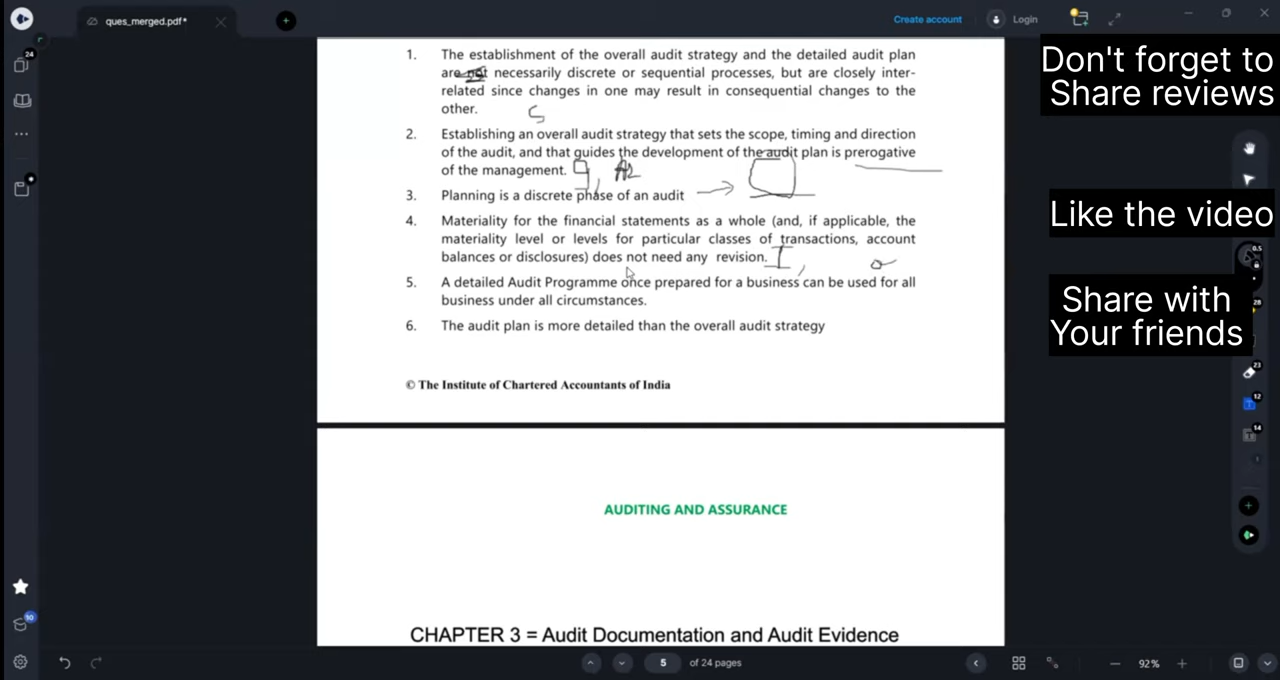 ques_merged.pdf*
Create account
Login
Don't forget to
Share reviews
1. The establishment of the overall audit strategy and the detailed audit plan
are not necessarily discrete or sequential processes, but are closely inter-
related since changes in one may result in consequential changes to the
other.
2. Establishing an overall audit strategy that sets the scope, timing and direction
of the audit, and that guides the development of the audit plan is prerogative
of the management.
3. Planning is a discrete phase of an audit
Like the video
4. Materiality for the financial statements as a whole (and, if applicable, the
materiality level or levels for particular classes of transactions, account
balances or disclosures) does not need any revision. I
5. A detailed Audit Programme once prepared for a business can be used for all
business under all circumstances.
Share with
Your friends
6. The audit plan is more detailed than the overall audit strategy
© The Institute of Chartered Accountants of India
AUDITING AND ASSURANCE
CHAPTER 3 = Audit Documentation and Audit Evidence
24
10
0.5
28
23
12
14
5 of 24 pages
92%